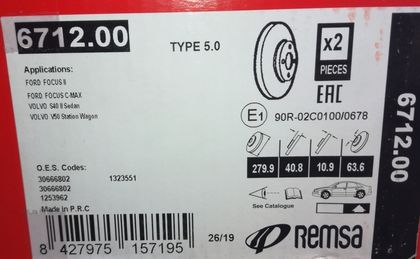 6712.00
TYPE 5.0
x2
PIECES
Applications:
FORD FOCUS II
FORD FOCUS C-MAX
VOLVO S40 II Sedan
VOLVO V50 Station Wagon
EAC
E1 90R-02C0100/0678
6712.00
279.9 40.8 10.9 63.6
O.E.S. Codes:
30666802 1323551
30666802
1253962
Made in P.R.C
See Catalogue
8 427975 157195
26/19
Remsa